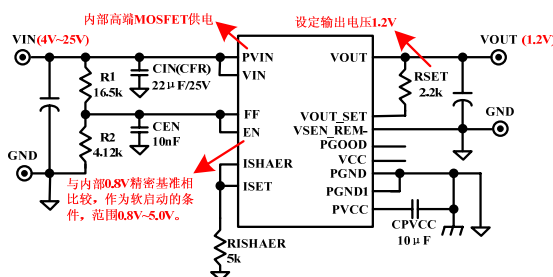 内部高端MOSFET供电
设定输出电压1.2V
VIN(4V~25V)
PVIN
VIN
VOUT
VOUT (1.2V)
R1
16.5k
CIN(CFR)
22μF/25V
RSET
2.2k
FF
EN
VOUT_SET
VSEN_REM-
GND
R2
4.12k
CEN
10nF
PGOOD
VCC
GND
ISHAER
ISET
PGND
PGND1
与内部0.8V精密基准相
比较，作为软启动的条
件，范围0.8V~5.0V。
PVCC
CPVCC
10μF
RISHAER
5k